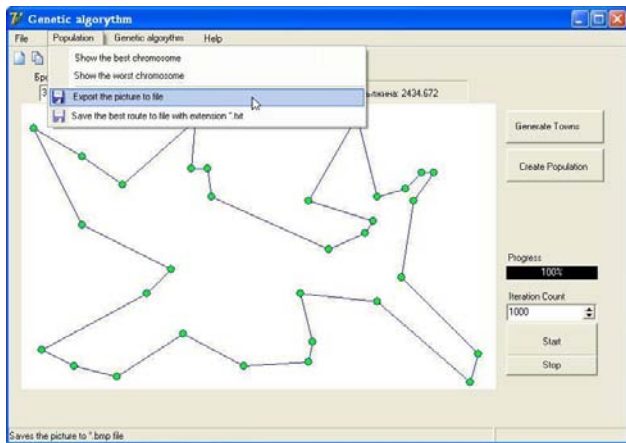 Genetic algorythm
File Population Genetic algoythm Help
Show the best chromosome
Show the worst chromosome
Export the picture to file
Save the best route to file with extension *.txt
2434.672
Generate Towns
Create Population
Progress
100%
Iteration Count
1000
Start
Stop
Saves the picture to *.bmp file